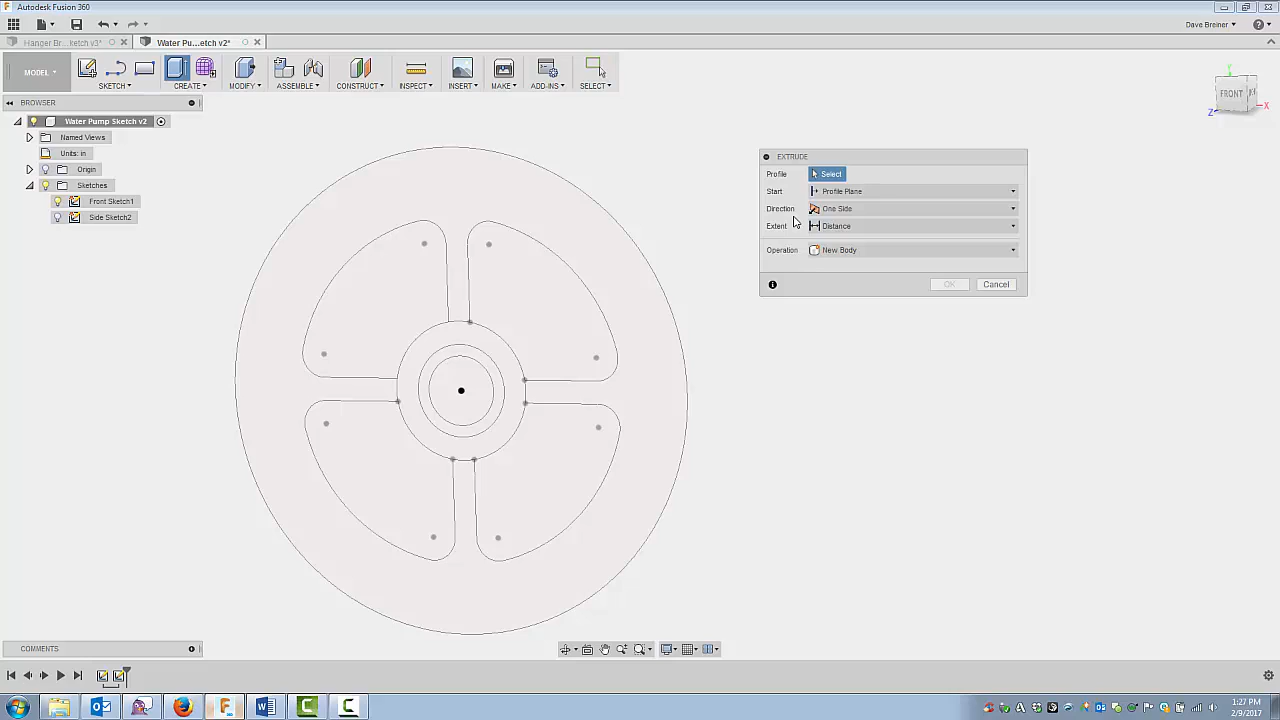 Autodesk Fusion 360
Dave Breiner
Hanger Br...ketch v3*
Water Pu...etch v2*
MODEL
SKETCH
CREATE
MODIFY
ASSEMBLE
CONSTRUCT
INSPECT
INSERT
MAKE
ADD-INS
SELECT
BROWSER
Water Pump Sketch v2
Named Views
Units: in
Origin
Sketches
Front Sketch1
Side Sketch2
Y
FRONT
X
Z
EXTRUDE
Profile Select
Start Profile Plane
Direction One Side
Extent Distance
Operation New Body
OK Cancel
COMMENTS
1:27 PM
2/9/2017